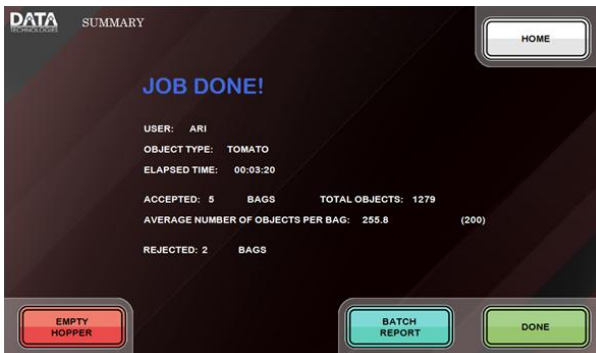 DATA SUMMARY
TECHNOLOGIES
HOME
JOB DONE!
USER: ARI
OBJECT TYPE: TOMATO
ELAPSED TIME: 00:03:20
ACCEPTED: 5 BAGS TOTAL OBJECTS: 1279
AVERAGE NUMBER OF OBJECTS PER BAG: 255.8 (200)
REJECTED: 2 BAGS
EMPTY
HOPPER
BATCH
REPORT
DONE